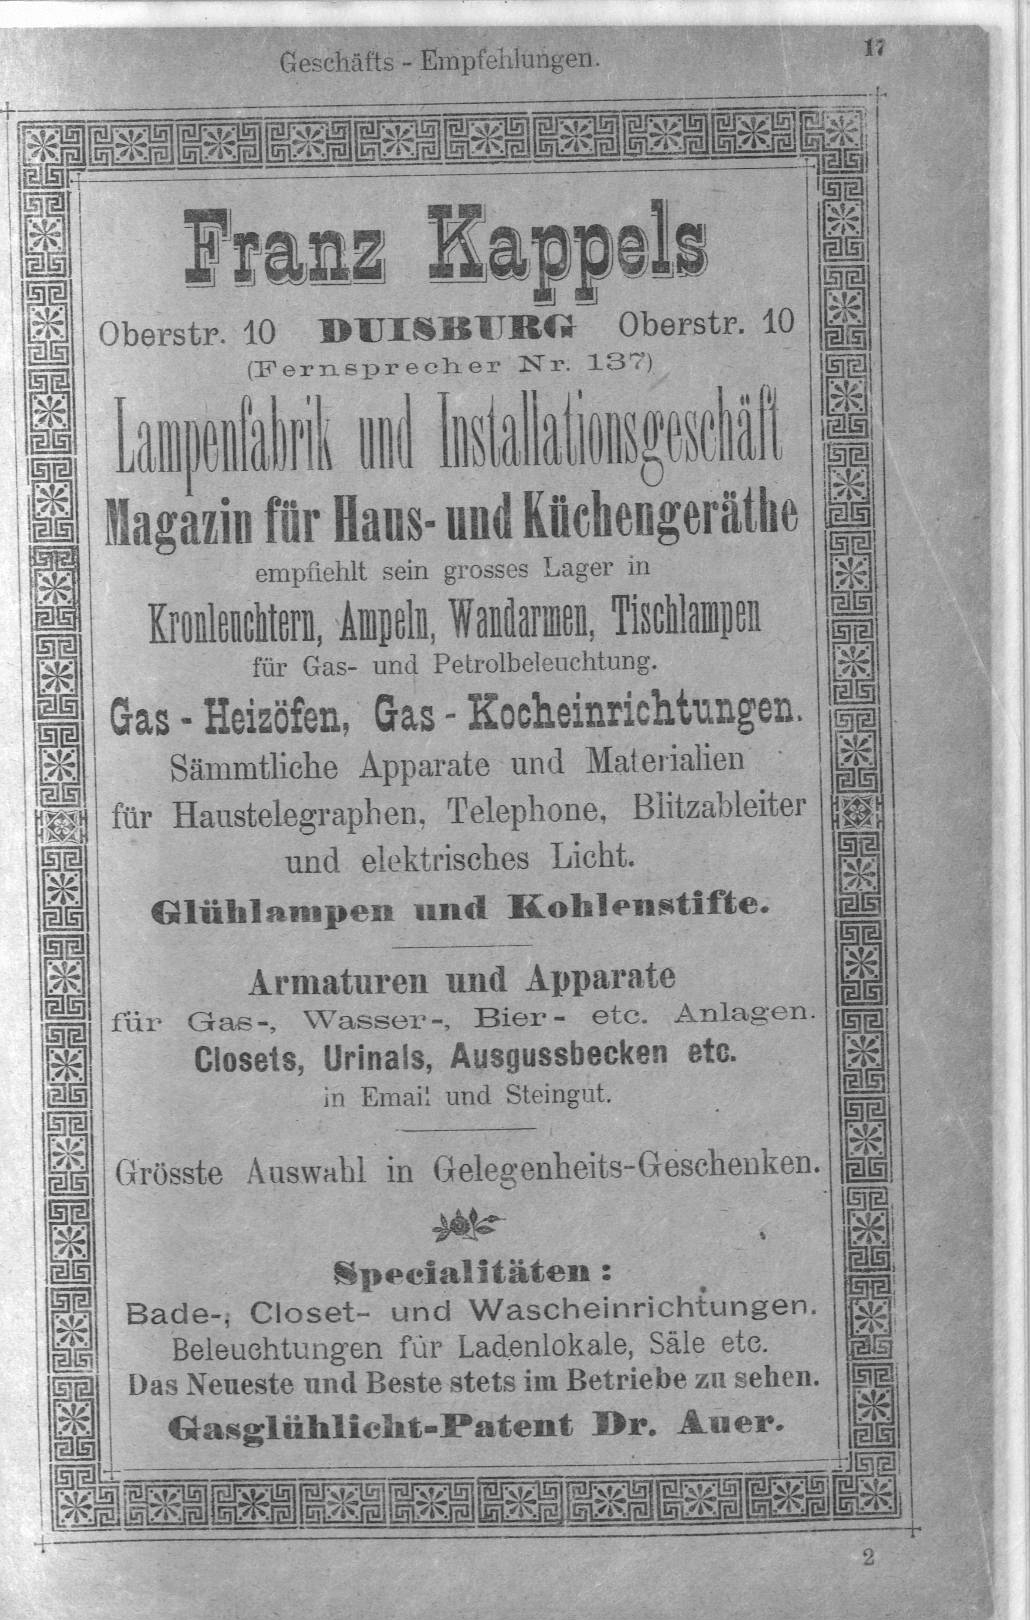 Geschäfts - Empfehlungen.
17
Franz Kappels
Oberstr. 10 DUISBURG Oberstr. 10
(Fernsprecher Nr. 137)
Lampenfabrik und Installationsgeschäft
Magazin für Haus- und Küchengeräthe
empfiehlt sein grosses Lager in
Kronleuchtern, Ampeln, Wandarmen, Tischlampen
für Gas- und Petrolbeleuchtung.
Gas - Heizöfen, Gas - Kocheinrichtungen.
Sämmtliche Apparate und Materialien
für Haustelegraphen, Telephone, Blitzableiter
und elektrisches Licht.
Glühlampen und Kohlenstifte.
Armaturen und Apparate
für Gas-, Wasser-, Bier- etc. Anlagen.
Closets, Urinals, Ausgussbecken etc.
in Email und Steingut.
Grösste Auswahl in Gelegenheits-Geschenken.
Specialitäten:
Bade-, Closet- und Wascheinrichtungen.
Beleuchtungen für Ladenlokale, Säle etc.
Das Neueste und Beste stets im Betriebe zu sehen.
Gasglühlicht-Patent Dr. Auer.
2